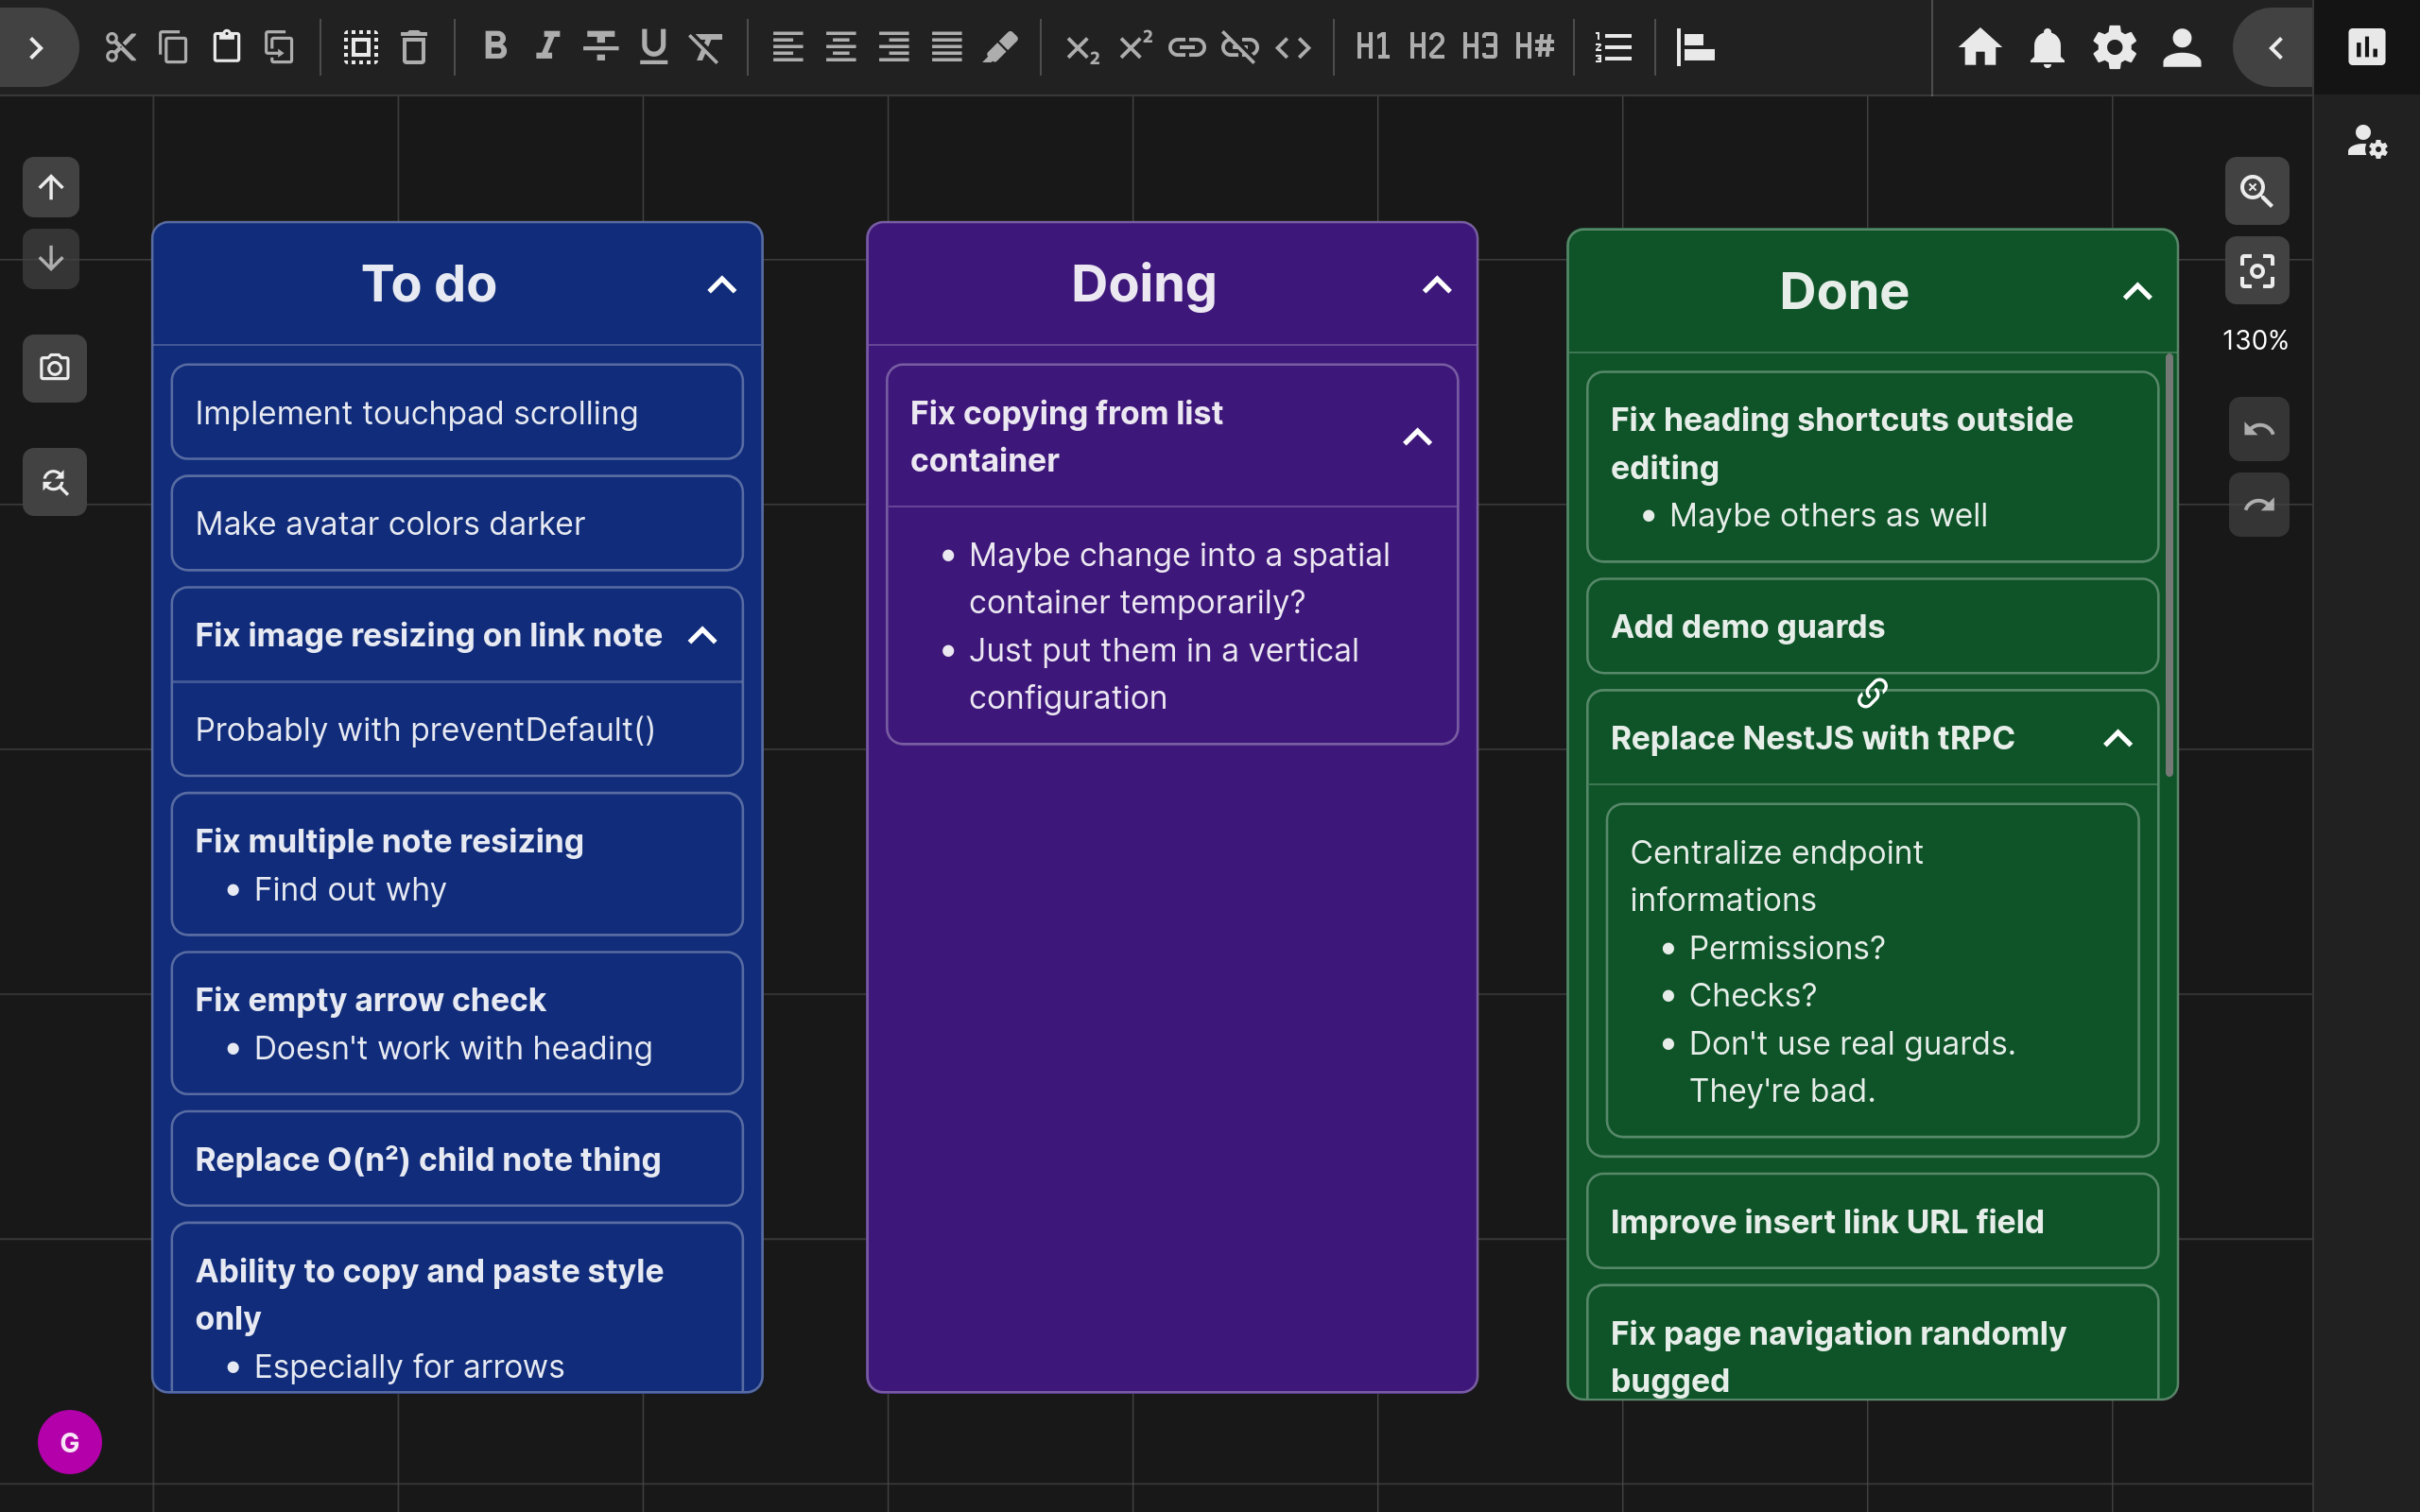 H1 H2 H3 H#
To do
Implement touchpad scrolling
Make avatar colors darker
Fix image resizing on link note
Probably with preventDefault()
Fix multiple note resizing
• Find out why
Fix empty arrow check
• Doesn't work with heading
Replace O(n²) child note thing
Ability to copy and paste style
only
• Especially for arrows
Doing
Fix copying from list
container
• Maybe change into a spatial
container temporarily?
• Just put them in a vertical
configuration
Done
Fix heading shortcuts outside
editing
• Maybe others as well
Add demo guards
Replace NestJS with tRPC
Centralize endpoint
informations
• Permissions?
• Checks?
• Don't use real guards.
They're bad.
Improve insert link URL field
Fix page navigation randomly
bugged
130%
G